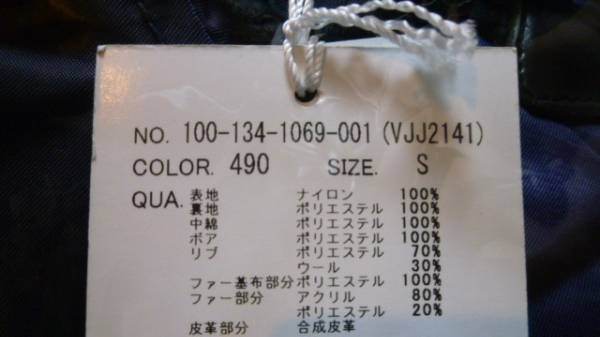 NO. 100-134-1069-001 (VJJ2141)
COLOR. 490 SIZE. S
QUA. 表地 ナイロン 100%
裏地 ポリエステル 100%
中綿 ポリエステル 100%
ボア ポリエステル 100%
リブ ポリエステル 70%
ウール 30%
ファー基布部分 ポリエステル 100%
ファー部分 アクリル 80%
ポリエステル 20%
皮革部分 合成皮革